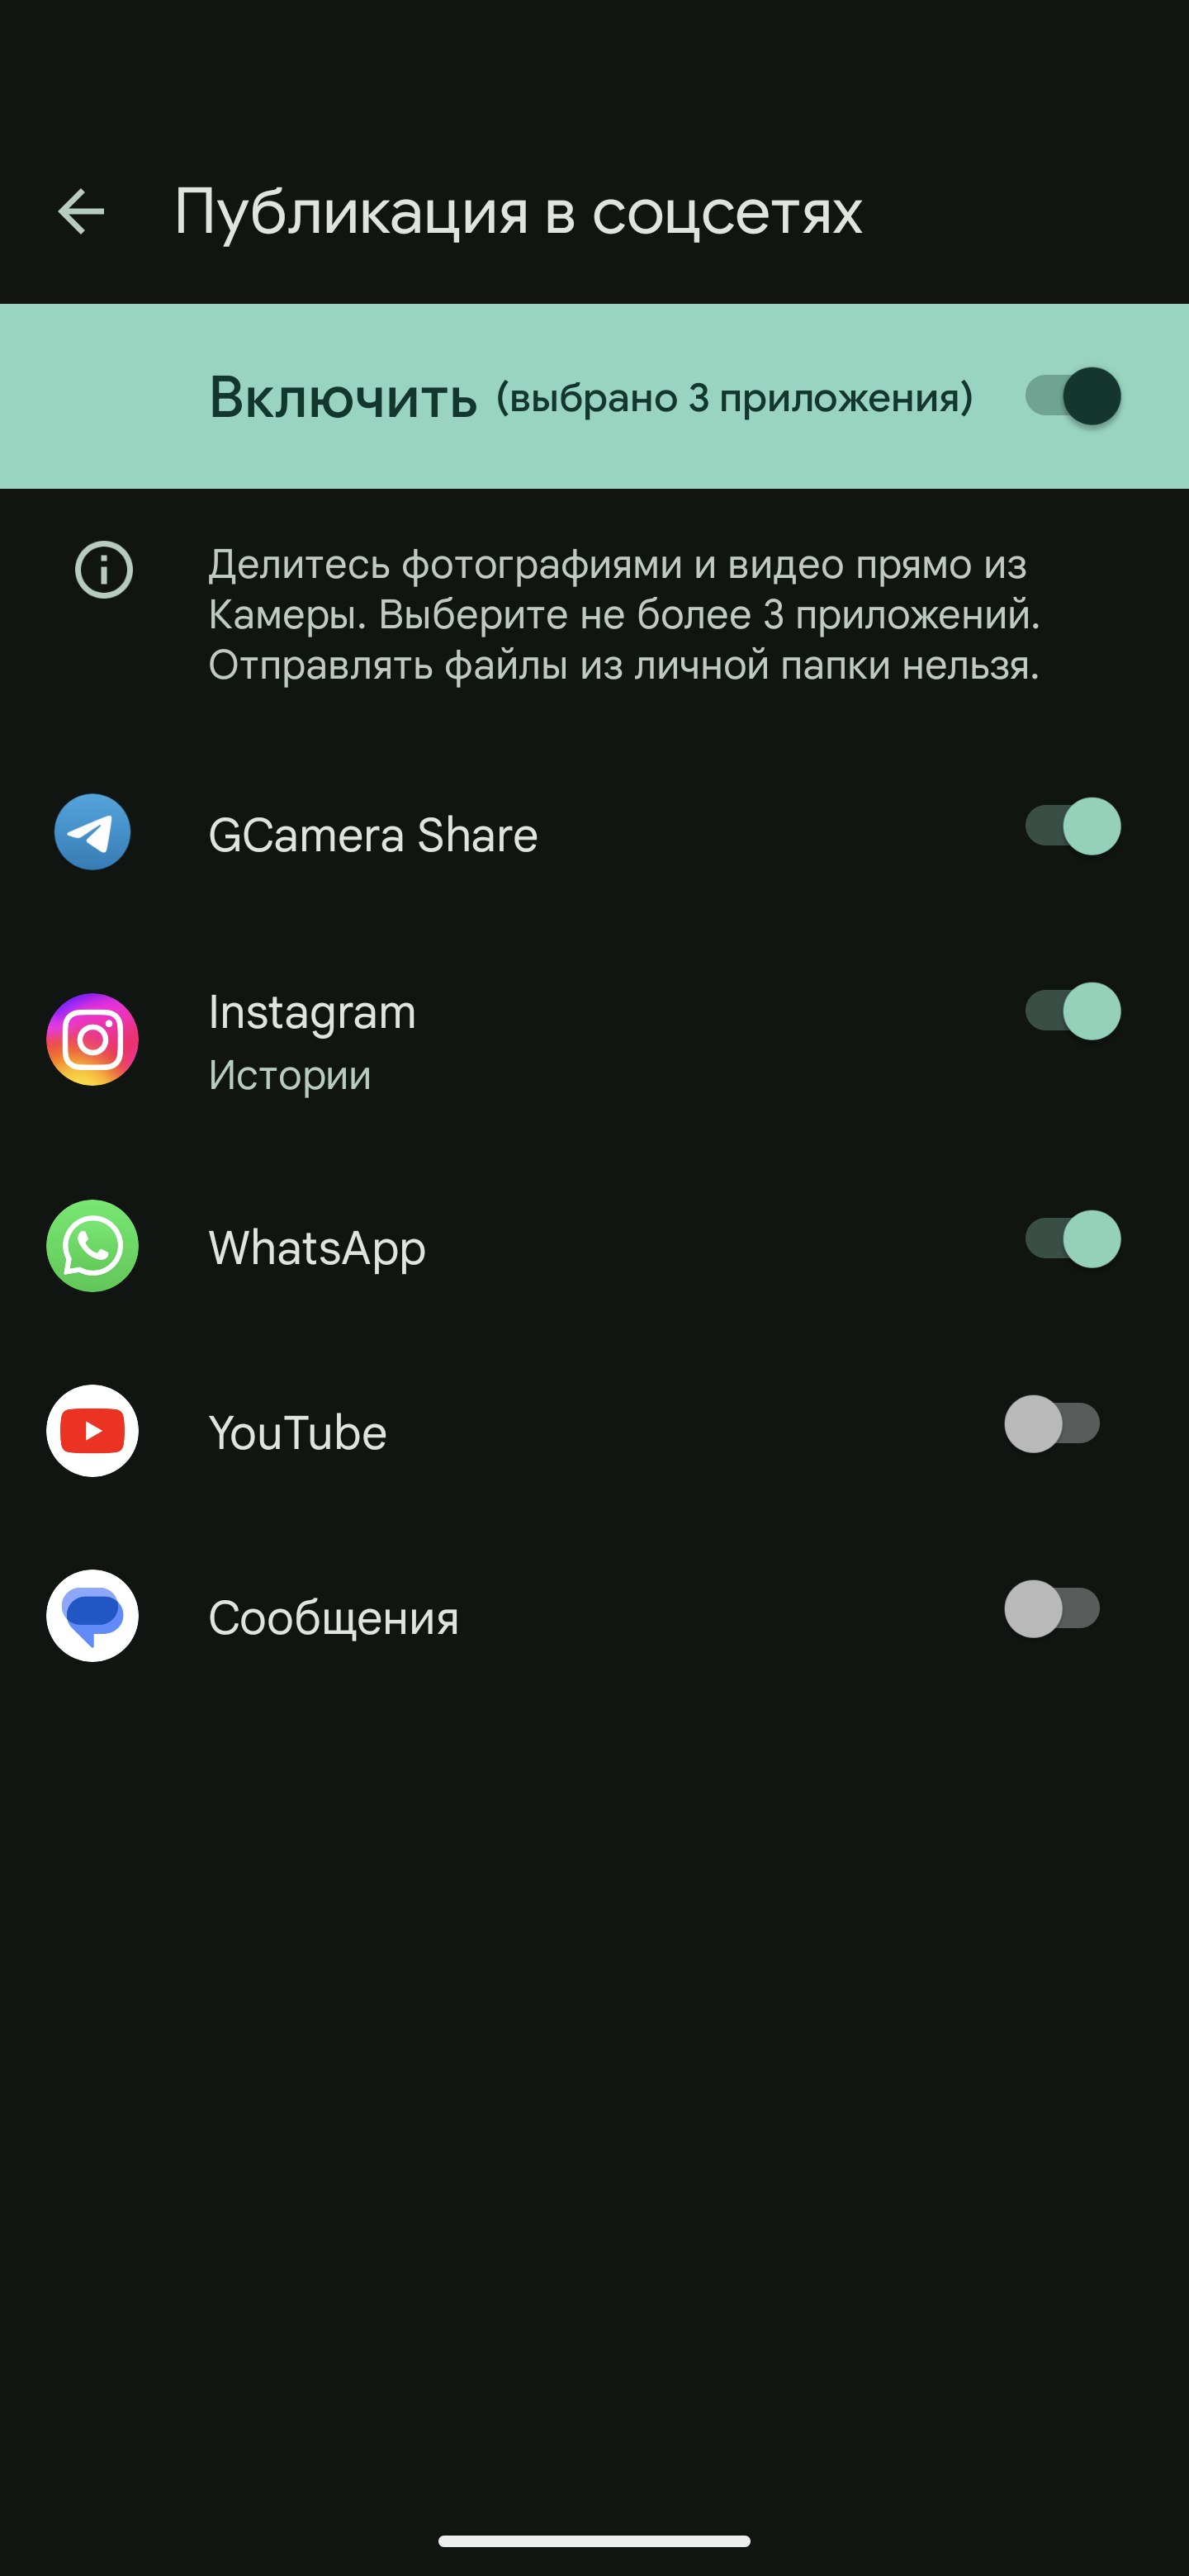 Публикация в соцсетях
Включить (выбрано 3 приложения)
Делитесь фотографиями и видео прямо из
Камеры. Выберите не более 3 приложений.
Отправлять файлы из личной папки нельзя.
GCamera Share
Instagram
Истории
WhatsApp
YouTube
Сообщения